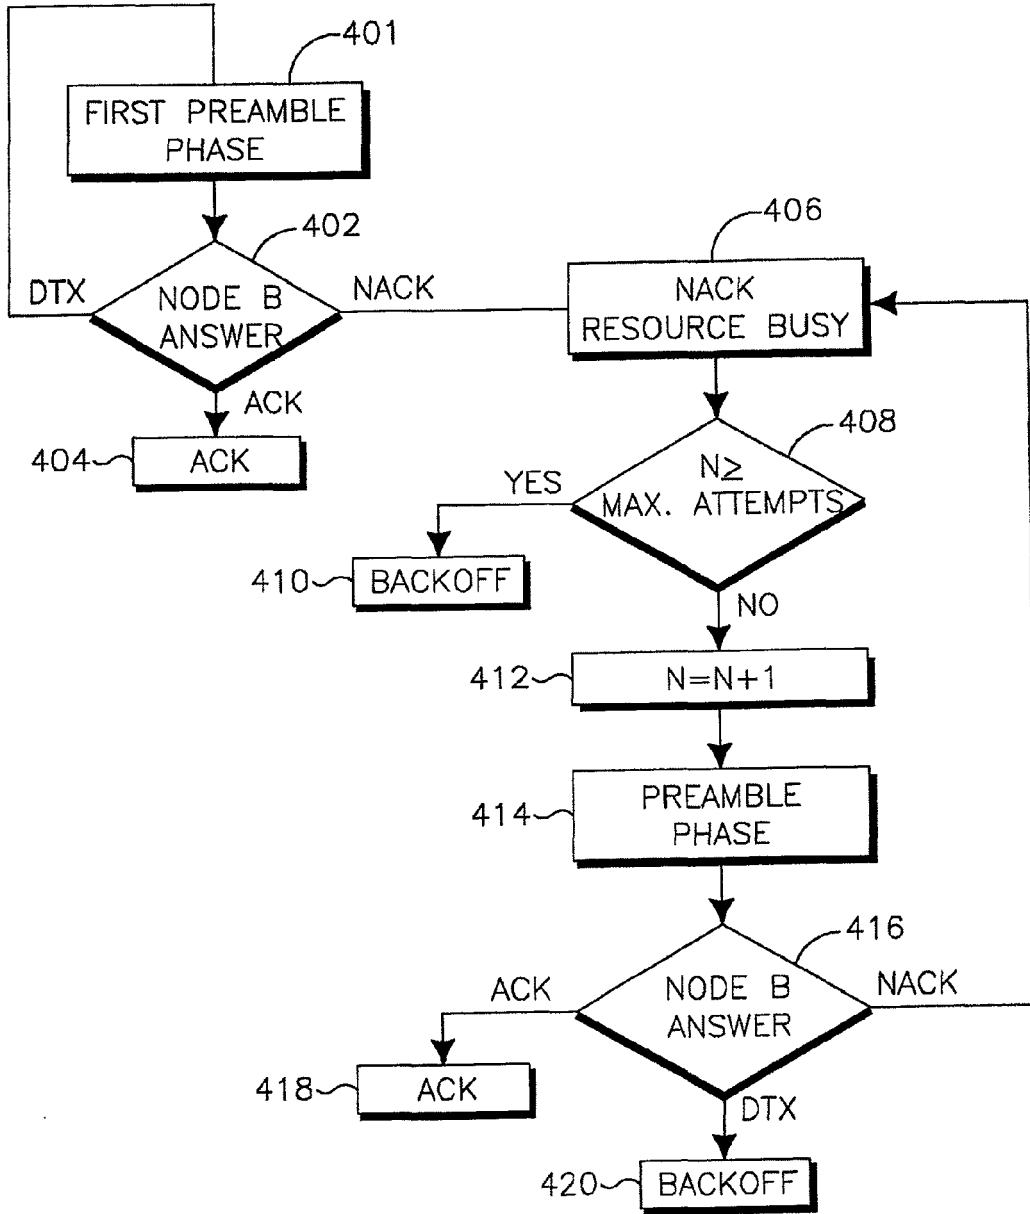 401
FIRST PREAMBLE
PHASE
402
406
DTX
NODE B
ANSWER
NACK
NACK
RESOURCE BUSY
ACK
404
ACK
408
YES
N≥
MAX. ATTEMPTS
410
BACKOFF
NO
412
N=N+1
414
PREAMBLE
PHASE
416
ACK
NODE B
ANSWER
NACK
418
ACK
DTX
420
BACKOFF